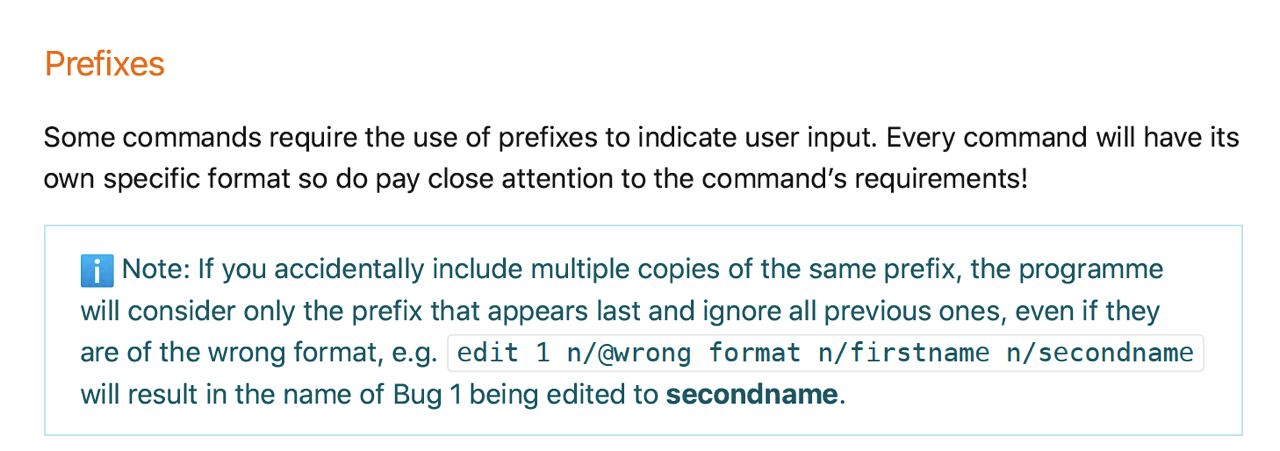 Prefixes
Some commands require the use of prefixes to indicate user input. Every command will have its
own specific format so do pay close attention to the command’s requirements!
ℹ️ Note: If you accidentally include multiple copies of the same prefix, the programme
will consider only the prefix that appears last and ignore all previous ones, even if they
are of the wrong format, e.g. edit 1 n/@wrong format n/firstname n/secondname
will result in the name of Bug 1 being edited to secondname.